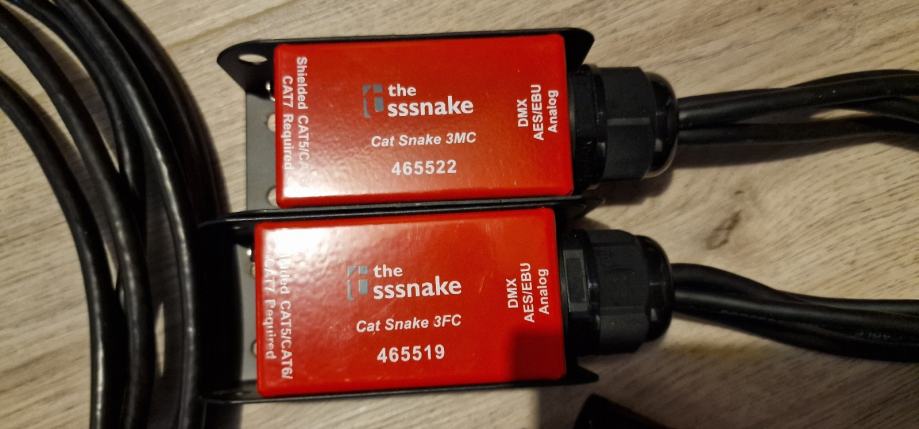 Shielded CAT5/CA
CAT7 Required
the
sssnake
Cat Snake 3MC
465522
DMX
AES/EBU
Analog
CAT5/CAT6/
CAT7 Required
the
sssnake
Cat Snake 3FC
465519
DMX
AES/EBU
Analog